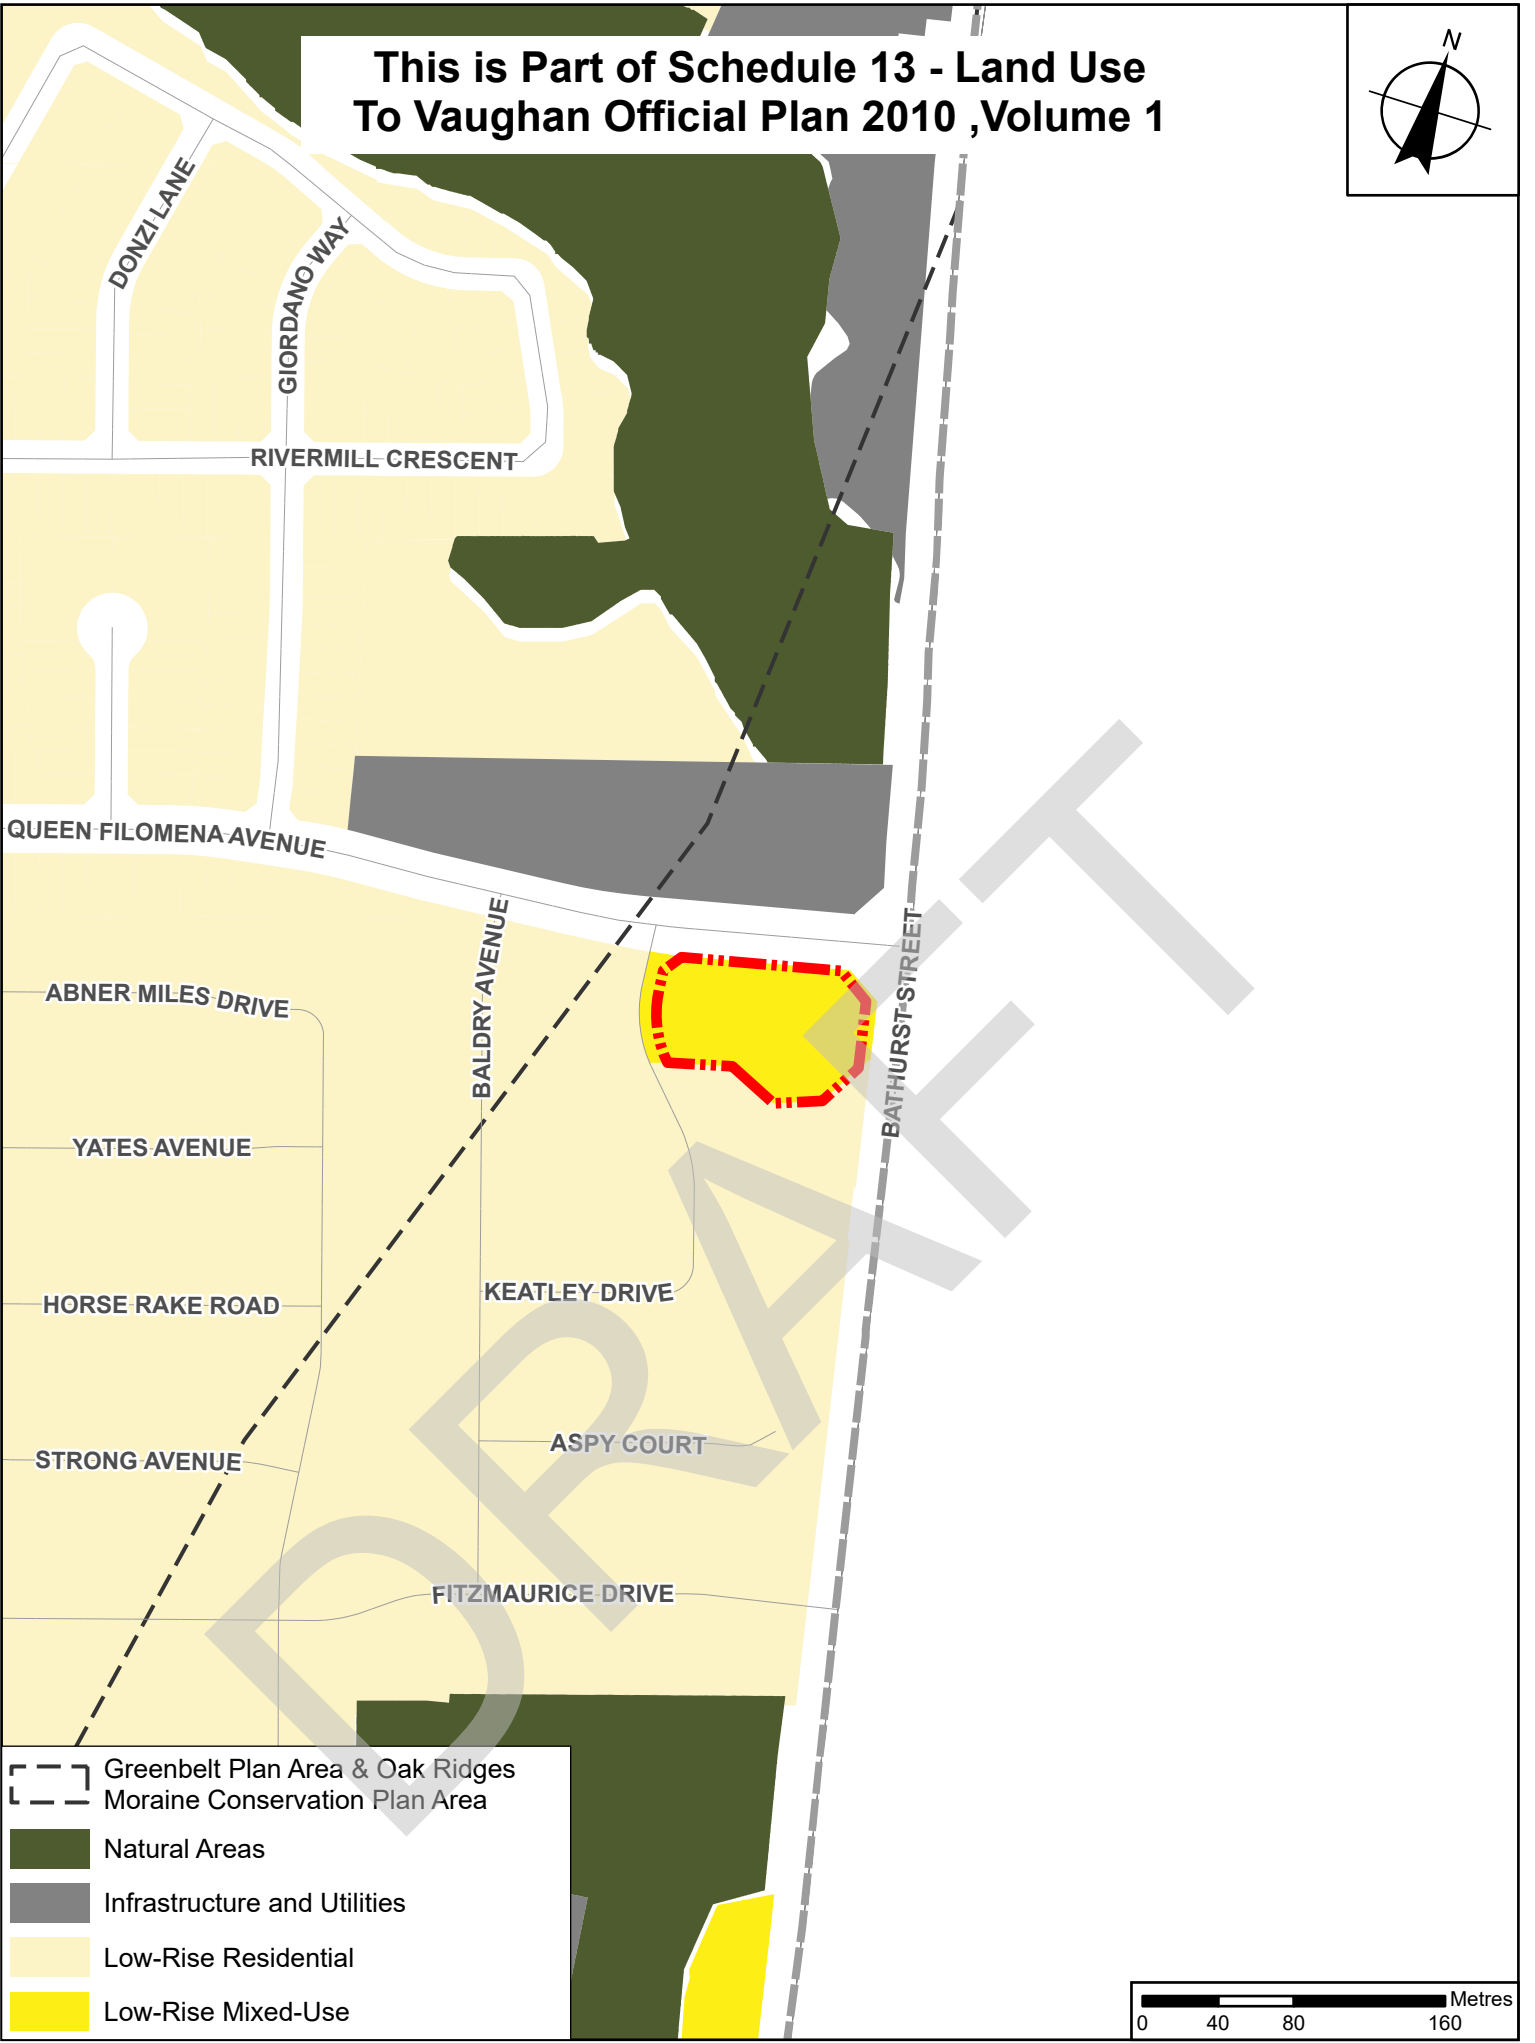 This is Part of Schedule 13 - Land Use
To Vaughan Official Plan 2010 ,Volume 1
N
DONZI LANE
GIORDANO WAY
RIVERMILL CRESCENT
QUEEN FILOMENA AVENUE
BALDRY AVENUE
ABNER MILES DRIVE
BATHURST STREET
YATES AVENUE
KEATLEY DRIVE
HORSE RAKE ROAD
ASPY COURT
STRONG AVENUE
FITZMAURICE DRIVE
DRAFT
Greenbelt Plan Area & Oak Ridges
Moraine Conservation Plan Area
Natural Areas
Infrastructure and Utilities
Low-Rise Residential
Low-Rise Mixed-Use
Metres
0 40 80 160